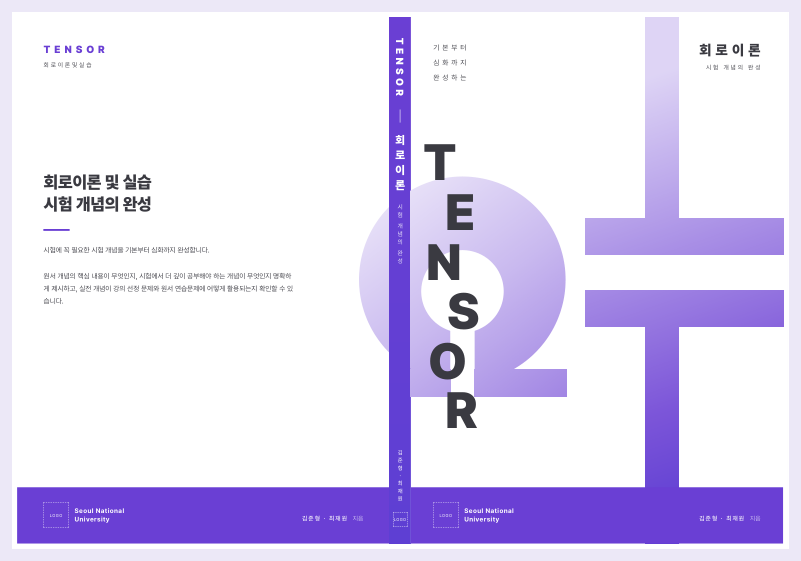 TENSOR
회로이론및실습
회로이론 및 실습
시험 개념의 완성
시험에 꼭 필요한 시험 개념을 기본부터 심화까지 완성합니다.
원서 개념의 핵심 내용이 무엇인지, 시험에서 더 깊이 공부해야 하는 개념이 무엇인지 명확하
게 제시하고, 실전 개념이 강의 선정 문제와 원서 연습문제에 어떻게 활용되는지 확인할 수 있
습니다.
LOGO
Seoul National
University
김준형 · 최재원 지음
TENSOR — 회로이론 시험 개념의 완성
김준형 · 최재원
LOGO
기본부터
심화까지
완성하는
회로이론
시험 개념의 완성
TENSOR
LOGO
Seoul National
University
김준형 · 최재원 지음